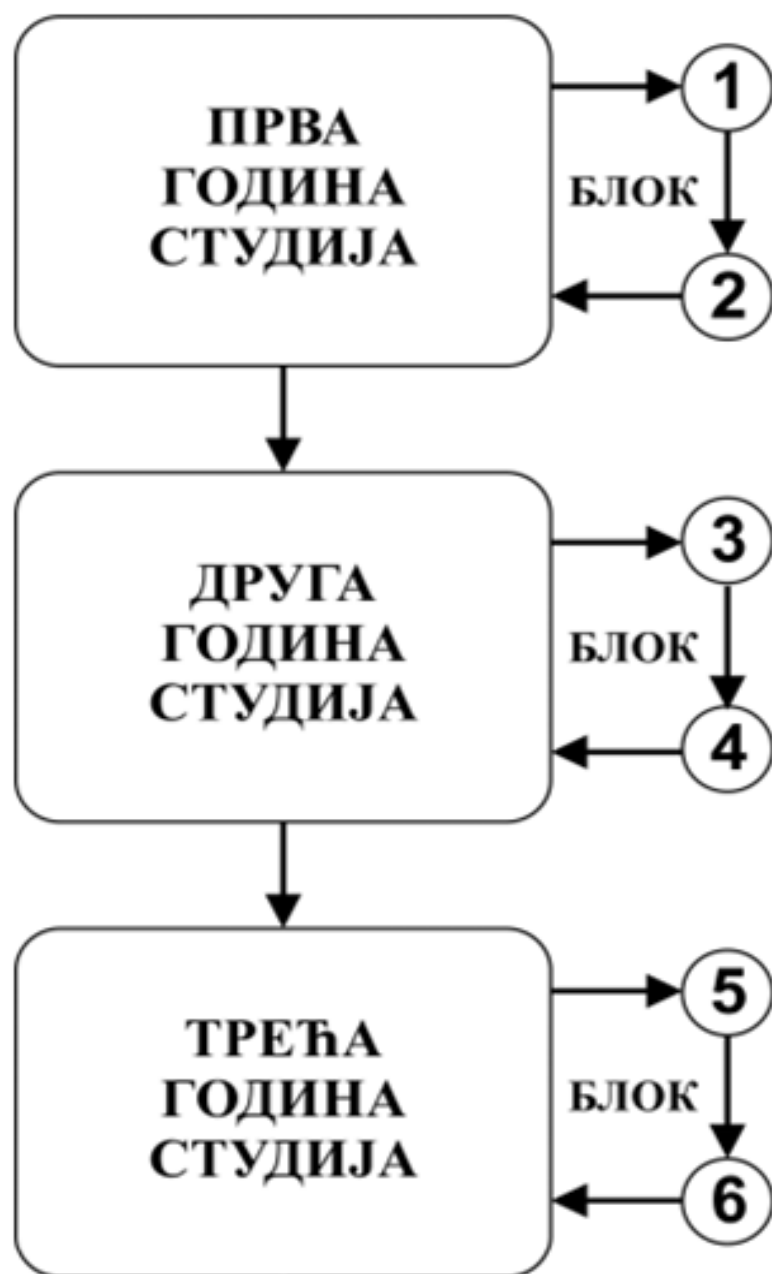 ПРВА
ГОДИНА
СТУДИЈА
1
БЛОК
2
ДРУГА
ГОДИНА
СТУДИЈА
3
БЛОК
4
ТРЕЋА
ГОДИНА
СТУДИЈА
5
БЛОК
6